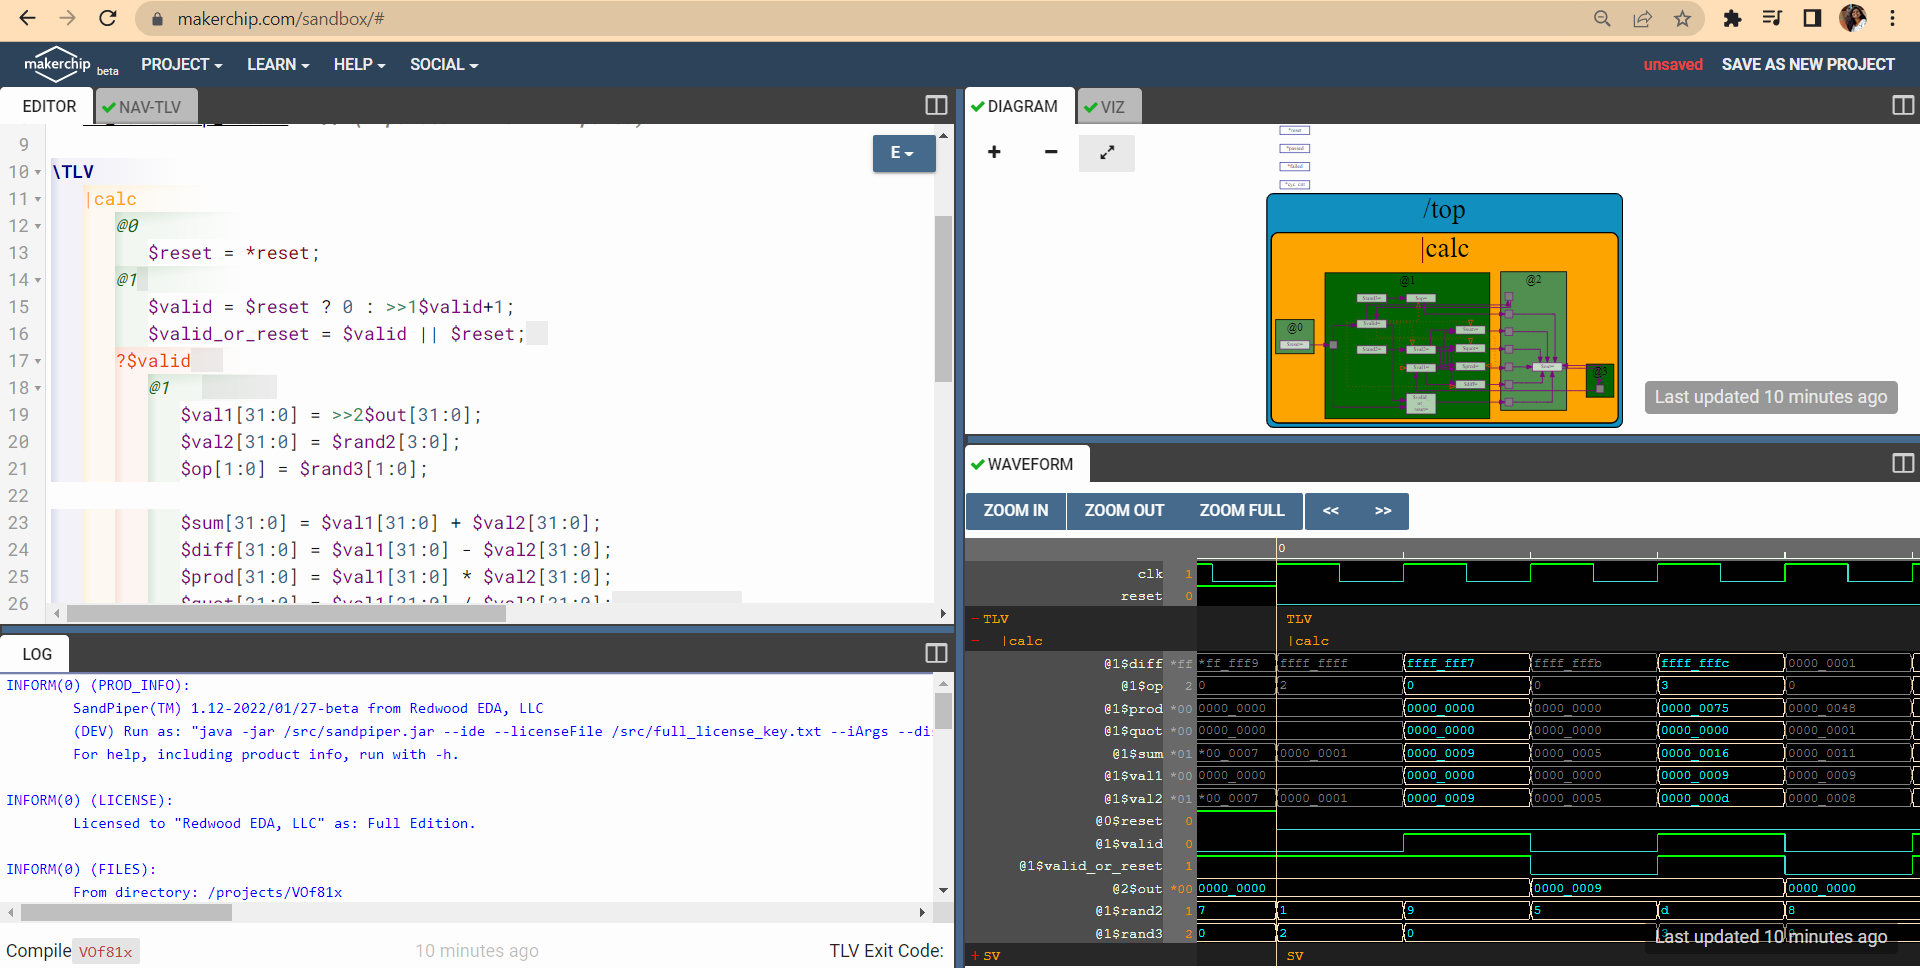 makerchip.com/sandbox/#
makerchip beta PROJECT LEARN HELP SOCIAL unsaved SAVE AS NEW PROJECT
EDITOR NAV-TLV
E
9
10 \TLV
11 |calc
12 @0
13 $reset = *reset;
14 @1
15 $valid = $reset ? 0 : >>1$valid+1;
16 $valid_or_reset = $valid || $reset;
17 ?$valid
18 @1
19 $val1[31:0] = >>2$out[31:0];
20 $val2[31:0] = $rand2[3:0];
21 $op[1:0] = $rand3[1:0];
22
23 $sum[31:0] = $val1[31:0] + $val2[31:0];
24 $diff[31:0] = $val1[31:0] - $val2[31:0];
25 $prod[31:0] = $val1[31:0] * $val2[31:0];
26 $quot[31:0] = $val1[31:0] / $val2[31:0];
LOG
INFORM(0) (PROD_INFO):
SandPiper(TM) 1.12-2022/01/27-beta from Redwood EDA, LLC
(DEV) Run as: "java -jar /src/sandpiper.jar --ide --licenseFile /src/full_license_key.txt --iArgs --di
For help, including product info, run with -h.
INFORM(0) (LICENSE):
Licensed to "Redwood EDA, LLC" as: Full Edition.
INFORM(0) (FILES):
From directory: /projects/VOf81x
Compile VOf81x 10 minutes ago TLV Exit Code:
DIAGRAM VIZ
+ -
/top
|calc
@0 @1 @2 @3
Last updated 10 minutes ago
WAVEFORM
ZOOM IN ZOOM OUT ZOOM FULL << >>
0
clk 1
reset 0
- TLV TLV
- |calc |calc
@1$diff *ff *ff_fff9 ffff_ffff ffff_fff7 ffff_fffb ffff_fffc 0000_0001
@1$op 2 0 2 0 0 3 0
@1$prod *00 0000_0000 0000_0000 0000_0000 0000_0075 0000_0048
@1$quot *00 0000_0000 0000_0000 0000_0000 0000_0000 0000_0001
@1$sum *01 *00_0007 0000_0001 0000_0009 0000_0005 0000_0016 0000_0011
@1$val1 *00 0000_0000 0000_0000 0000_0000 0000_0009 0000_0009
@1$val2 *01 *00_0007 0000_0001 0000_0009 0000_0005 0000_000d 0000_0008
@0$reset 0
@1$valid 0
@1$valid_or_reset 1
@2$out *00 0000_0000 0000_0009 0000_0000
@1$rand2 1 7 1 9 5 d 8
@1$rand3 2 0 2 0
Last updated 10 minutes ago
+ SV SV